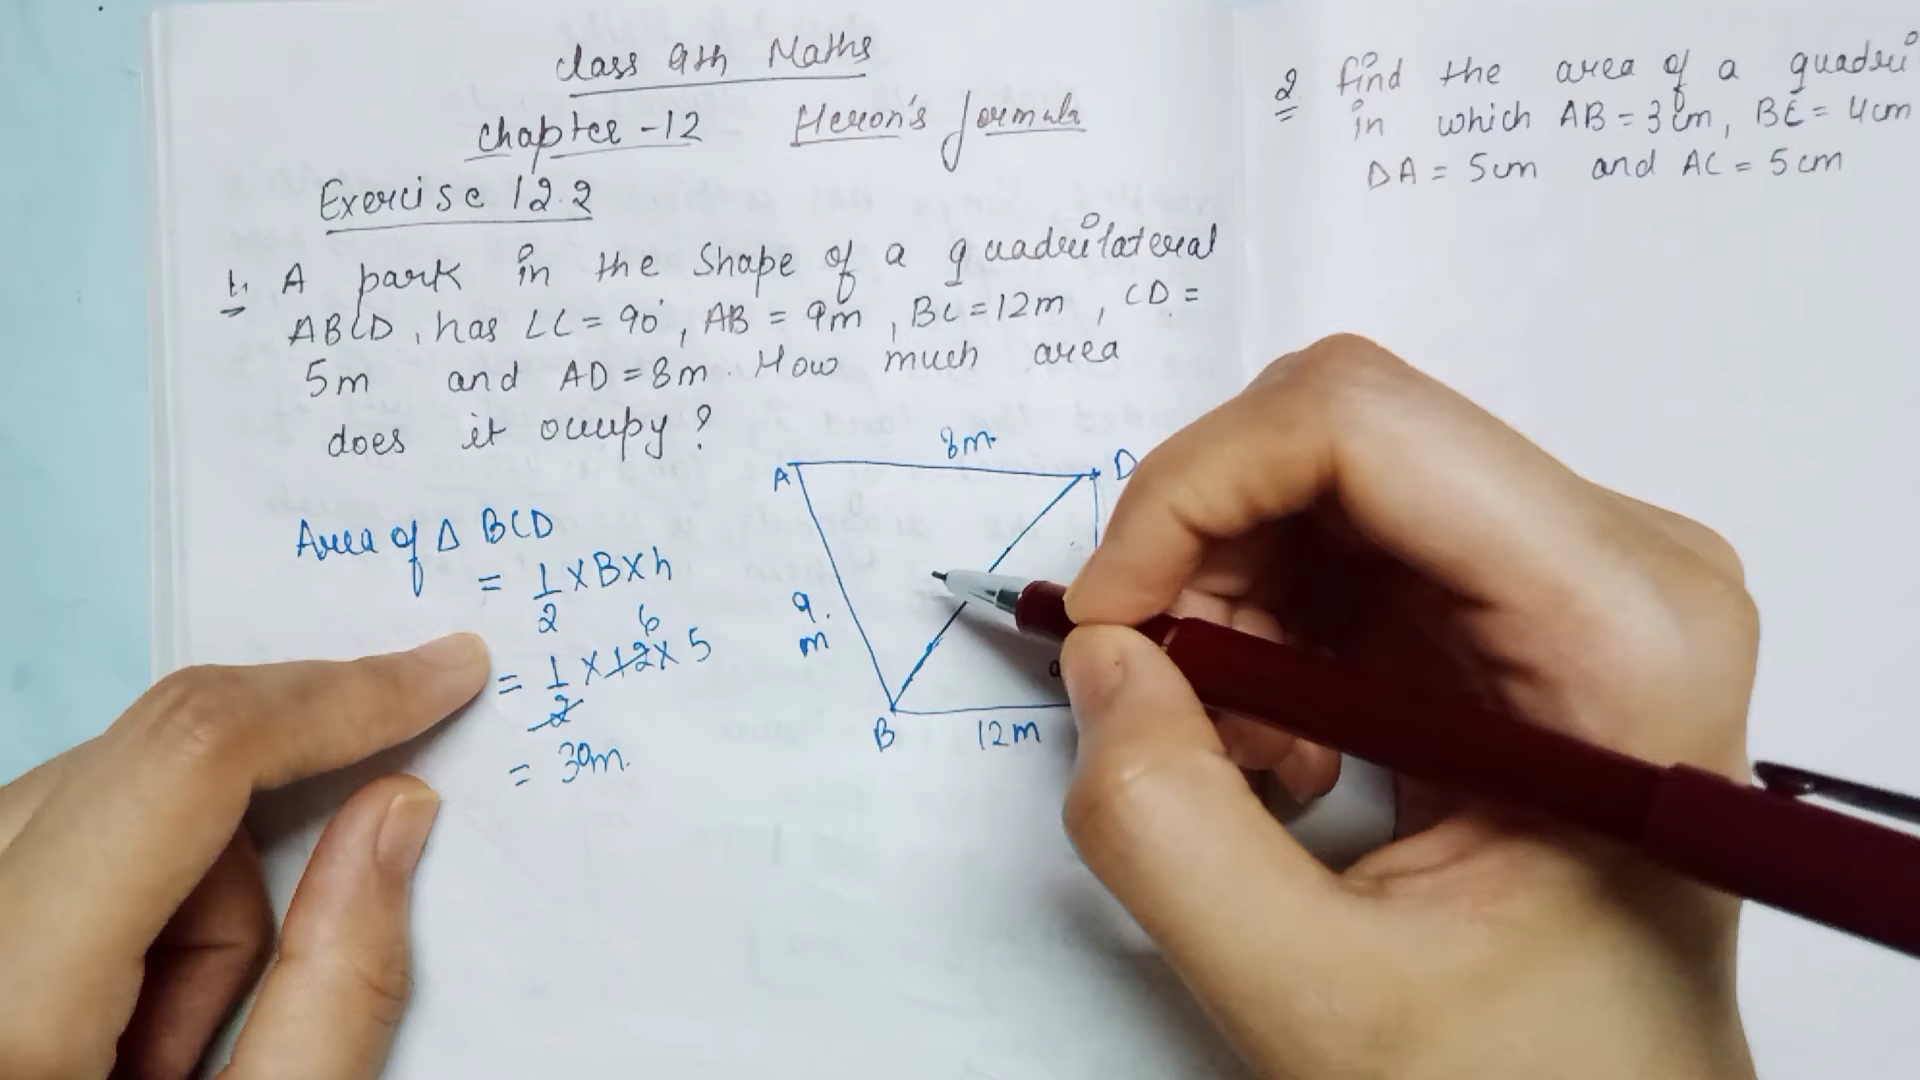 Class 9th Maths
Chapter -12 Heron's formula
Exercise 12.2
1. A park in the Shape of a quadrilateral
ABCD, has ∠C = 90°, AB = 9m, BC = 12m, CD =
5m and AD = 8m. How much area
does it occupy?
Area of Δ BCD
= 1/2 × B × h
6
= 1/2 × 12 × 5
= 30m.
8m.
A D
9.
m
B 12m
2. find the area of a
in which AB = 3cm, BC = 4cm
DA = 5cm and AC = 5cm